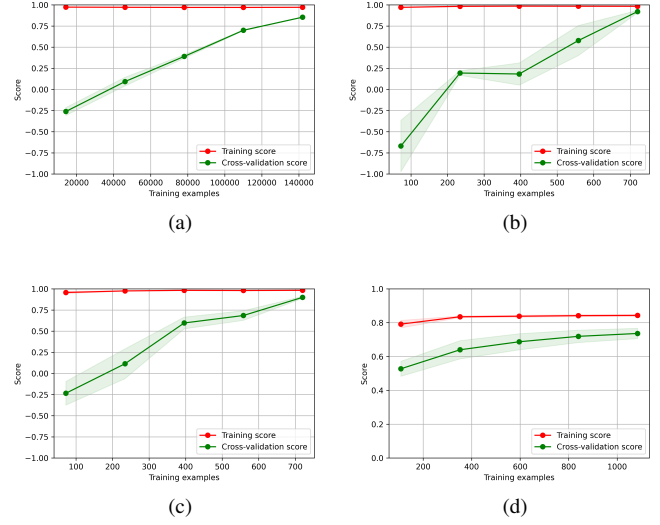 1.00
0.75
0.50
0.25
0.00
−0.25
−0.50
−0.75
−1.00
Score
Training score
Cross-validation score
20000 40000 60000 80000 100000 120000 140000
Training examples
(a)
1.00
0.75
0.50
0.25
0.00
−0.25
−0.50
−0.75
−1.00
Score
Training score
Cross-validation score
100 200 300 400 500 600 700
Training examples
(b)
1.00
0.75
0.50
0.25
0.00
−0.25
−0.50
−0.75
−1.00
Score
Training score
Cross-validation score
100 200 300 400 500 600 700
Training examples
(c)
1.0
0.8
0.6
0.4
0.2
0.0
Score
Training score
Cross-validation score
200 400 600 800 1000
Training examples
(d)